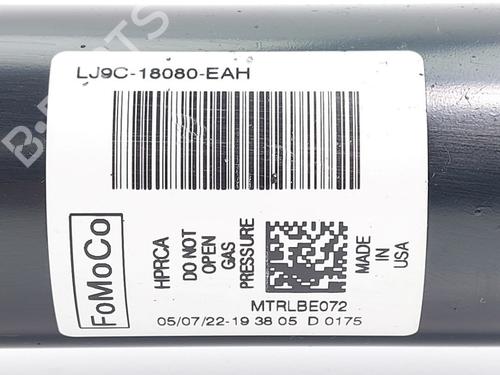 LJ9C-18080-EAH
FoMoCo
HPRCA
DO NOT
OPEN
GAS
PRESSURE
MADE IN
USA
MTRLBE072
05/07/22-19 38 05 D 0175